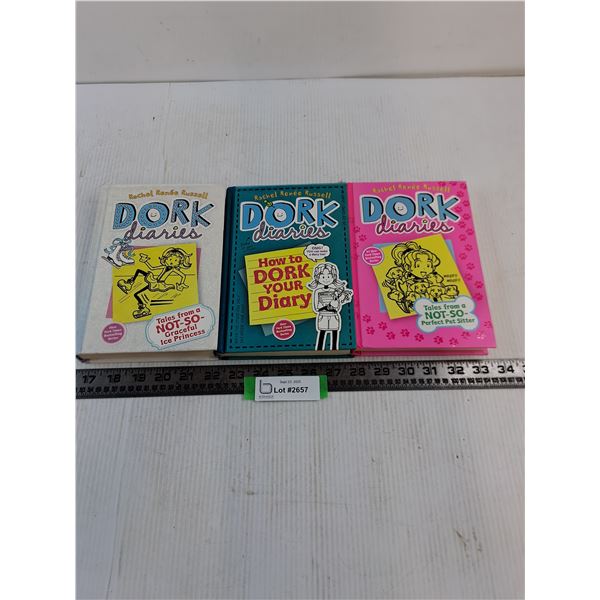 Rachel Renée Russell
DORK
diaries
Tales from a
NOT-SO-
Graceful
Ice Princess
Rachel Renée Russell
DORK
diaries
OMG!
How to
DORK
YOUR
Diary
Rachel Renée Russell
DORK
diaries
Tales from a
NOT-SO-
Perfect Pet Sitter
17 18 19 20 21 22 23 24 25 26 27 28 29 30 31 32 33 34
Lot #2657